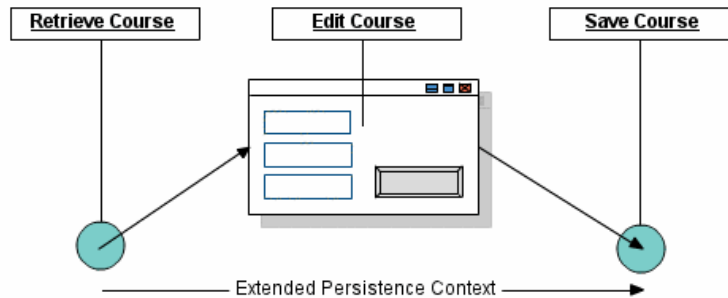 Retrieve Course
Edit Course
Save Course
Extended Persistence Context